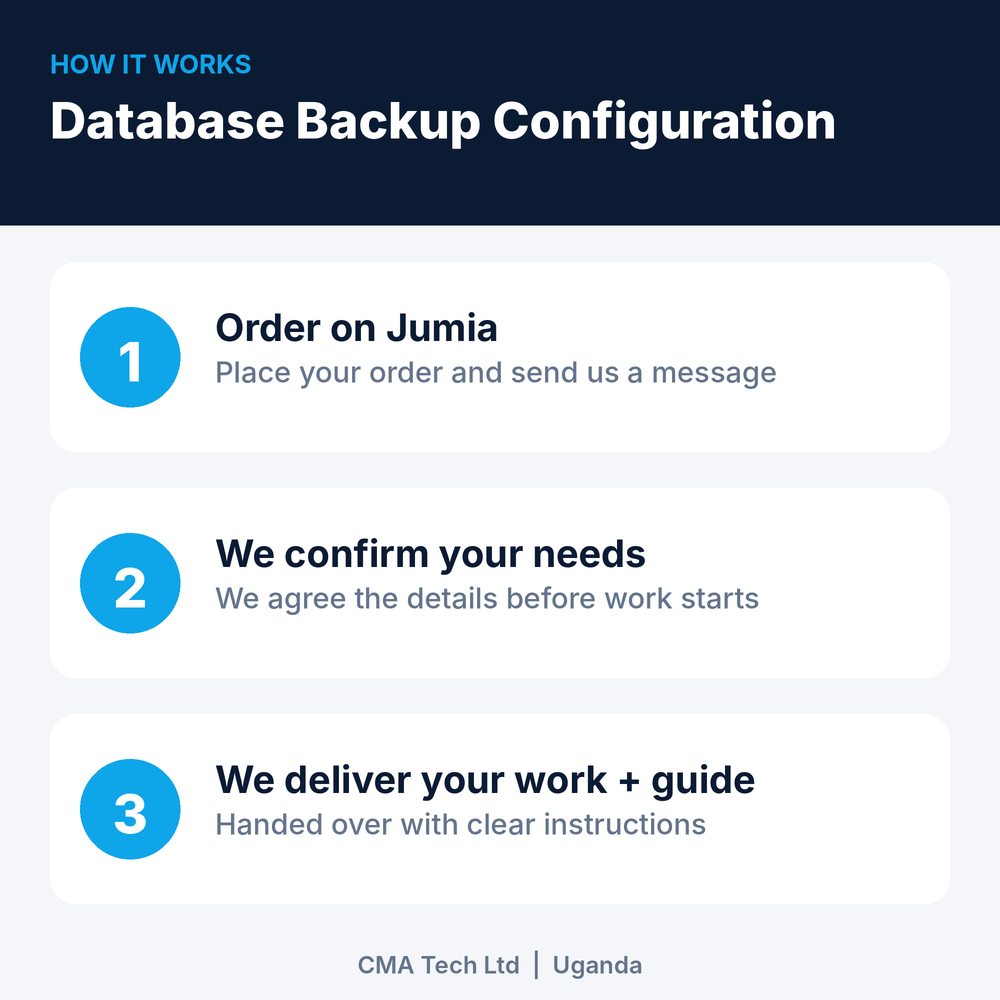 HOW IT WORKS
Database Backup Configuration
1
Order on Jumia
Place your order and send us a message
2
We confirm your needs
We agree the details before work starts
3
We deliver your work + guide
Handed over with clear instructions
CMA Tech Ltd | Uganda